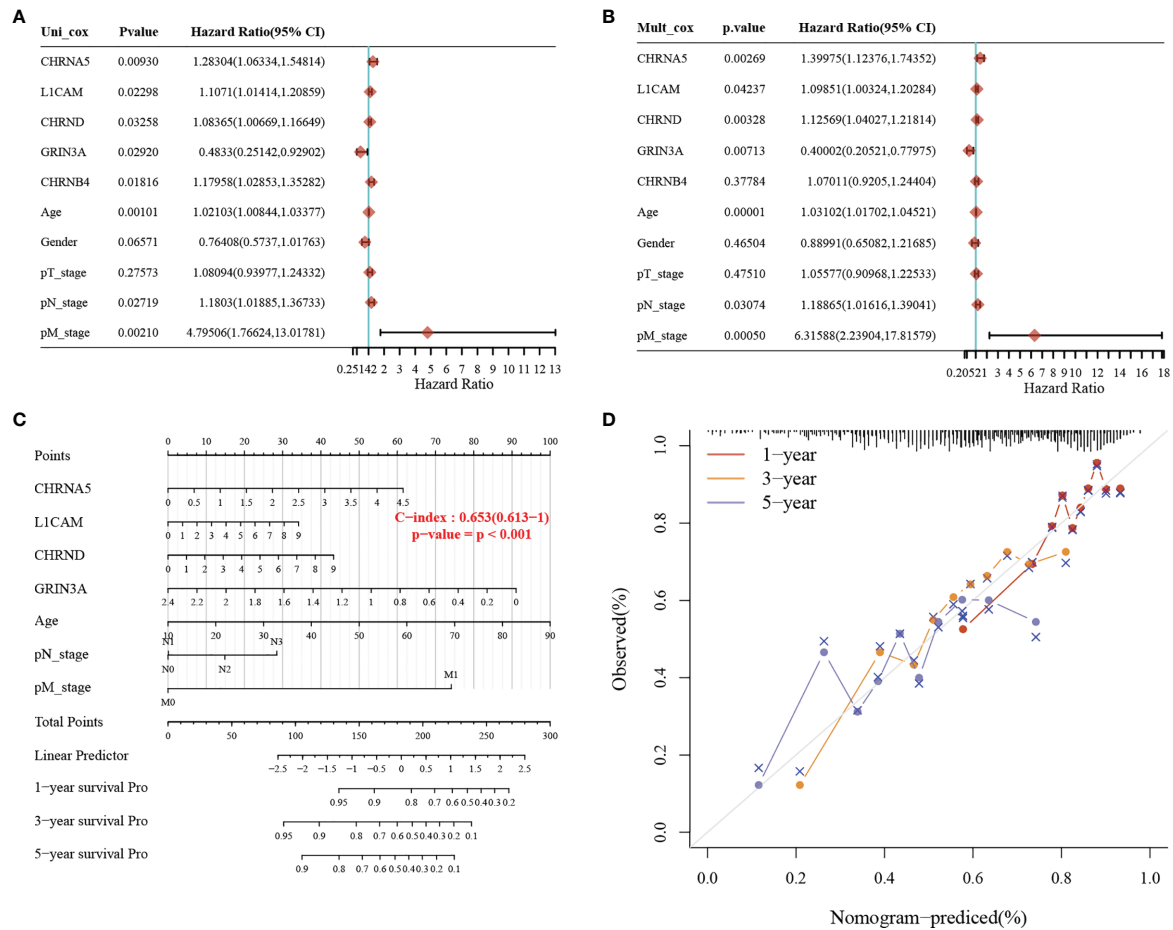 A
Uni_cox Pvalue Hazard Ratio(95% CI)
CHRNA5 0.00930 1.28304(1.06334,1.54814)
L1CAM 0.02298 1.1071(1.01414,1.20859)
CHRND 0.03258 1.08365(1.00669,1.16649)
GRIN3A 0.02920 0.4833(0.25142,0.92902)
CHRNB4 0.01816 1.17958(1.02853,1.35282)
Age 0.00101 1.02103(1.00844,1.03377)
Gender 0.06571 0.76408(0.5737,1.01763)
pT_stage 0.27573 1.08094(0.93977,1.24332)
pN_stage 0.02719 1.1803(1.01885,1.36733)
pM_stage 0.00210 4.79506(1.76624,13.01781)
0.25142 2 3 4 5 6 7 8 9 10 11 12 13
Hazard Ratio
B
Mult_cox p.value Hazard Ratio(95% CI)
CHRNA5 0.00269 1.39975(1.12376,1.74352)
L1CAM 0.04237 1.09851(1.00324,1.20284)
CHRND 0.00328 1.12569(1.04027,1.21814)
GRIN3A 0.00713 0.40002(0.20521,0.77975)
CHRNB4 0.37784 1.07011(0.9205,1.24404)
Age 0.00001 1.03102(1.01702,1.04521)
Gender 0.46504 0.88991(0.65082,1.21685)
pT_stage 0.47510 1.05577(0.90968,1.22533)
pN_stage 0.03074 1.18865(1.01616,1.39041)
pM_stage 0.00050 6.31588(2.23904,17.81579)
0.20521 3 4 5 6 7 8 9 10 12 14 16 18
Hazard Ratio
C
0 10 20 30 40 50 60 70 80 90 100
Points
CHRNA5
0 0.5 1 1.5 2 2.5 3 3.5 4 4.5
L1CAM
C−index : 0.653(0.613−1)
p−value = p < 0.001
0 1 2 3 4 5 6 7 8 9
CHRND
0 1 2 3 4 5 6 7 8 9
GRIN3A
2.4 2.2 2 1.8 1.6 1.4 1.2 1 0.8 0.6 0.4 0.2 0
Age
10 20 30 40 50 60 70 80 90
N1 N3
pN_stage
N0 N2
M1
pM_stage
M0
Total Points
0 50 100 150 200 250 300
Linear Predictor
−2.5 −2 −1.5 −1 −0.5 0 0.5 1 1.5 2 2.5
1−year survival Pro
0.95 0.9 0.8 0.7 0.6 0.5 0.4 0.3 0.2
3−year survival Pro
0.95 0.9 0.8 0.7 0.6 0.5 0.4 0.3 0.2 0.1
5−year survival Pro
0.9 0.8 0.7 0.6 0.5 0.4 0.3 0.2 0.1
D
1−year
3−year
5−year
Observed(%)
1.0
0.8
0.6
0.4
0.2
0.0
0.0 0.2 0.4 0.6 0.8 1.0
Nomogram−prediced(%)